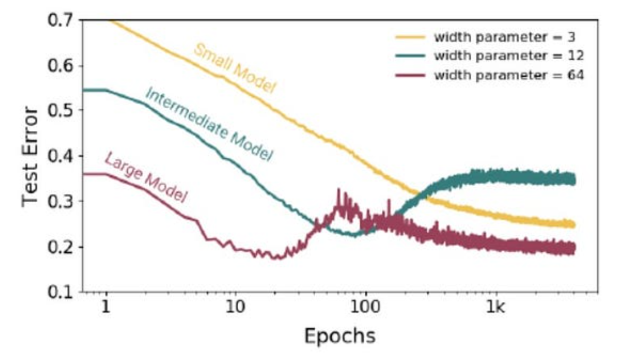 0.7
0.6
0.5
0.4
0.3
0.2
0.1
Test Error
Small Model
Intermediate Model
Large Model
width parameter = 3
width parameter = 12
width parameter = 64
1
10
100
1k
Epochs